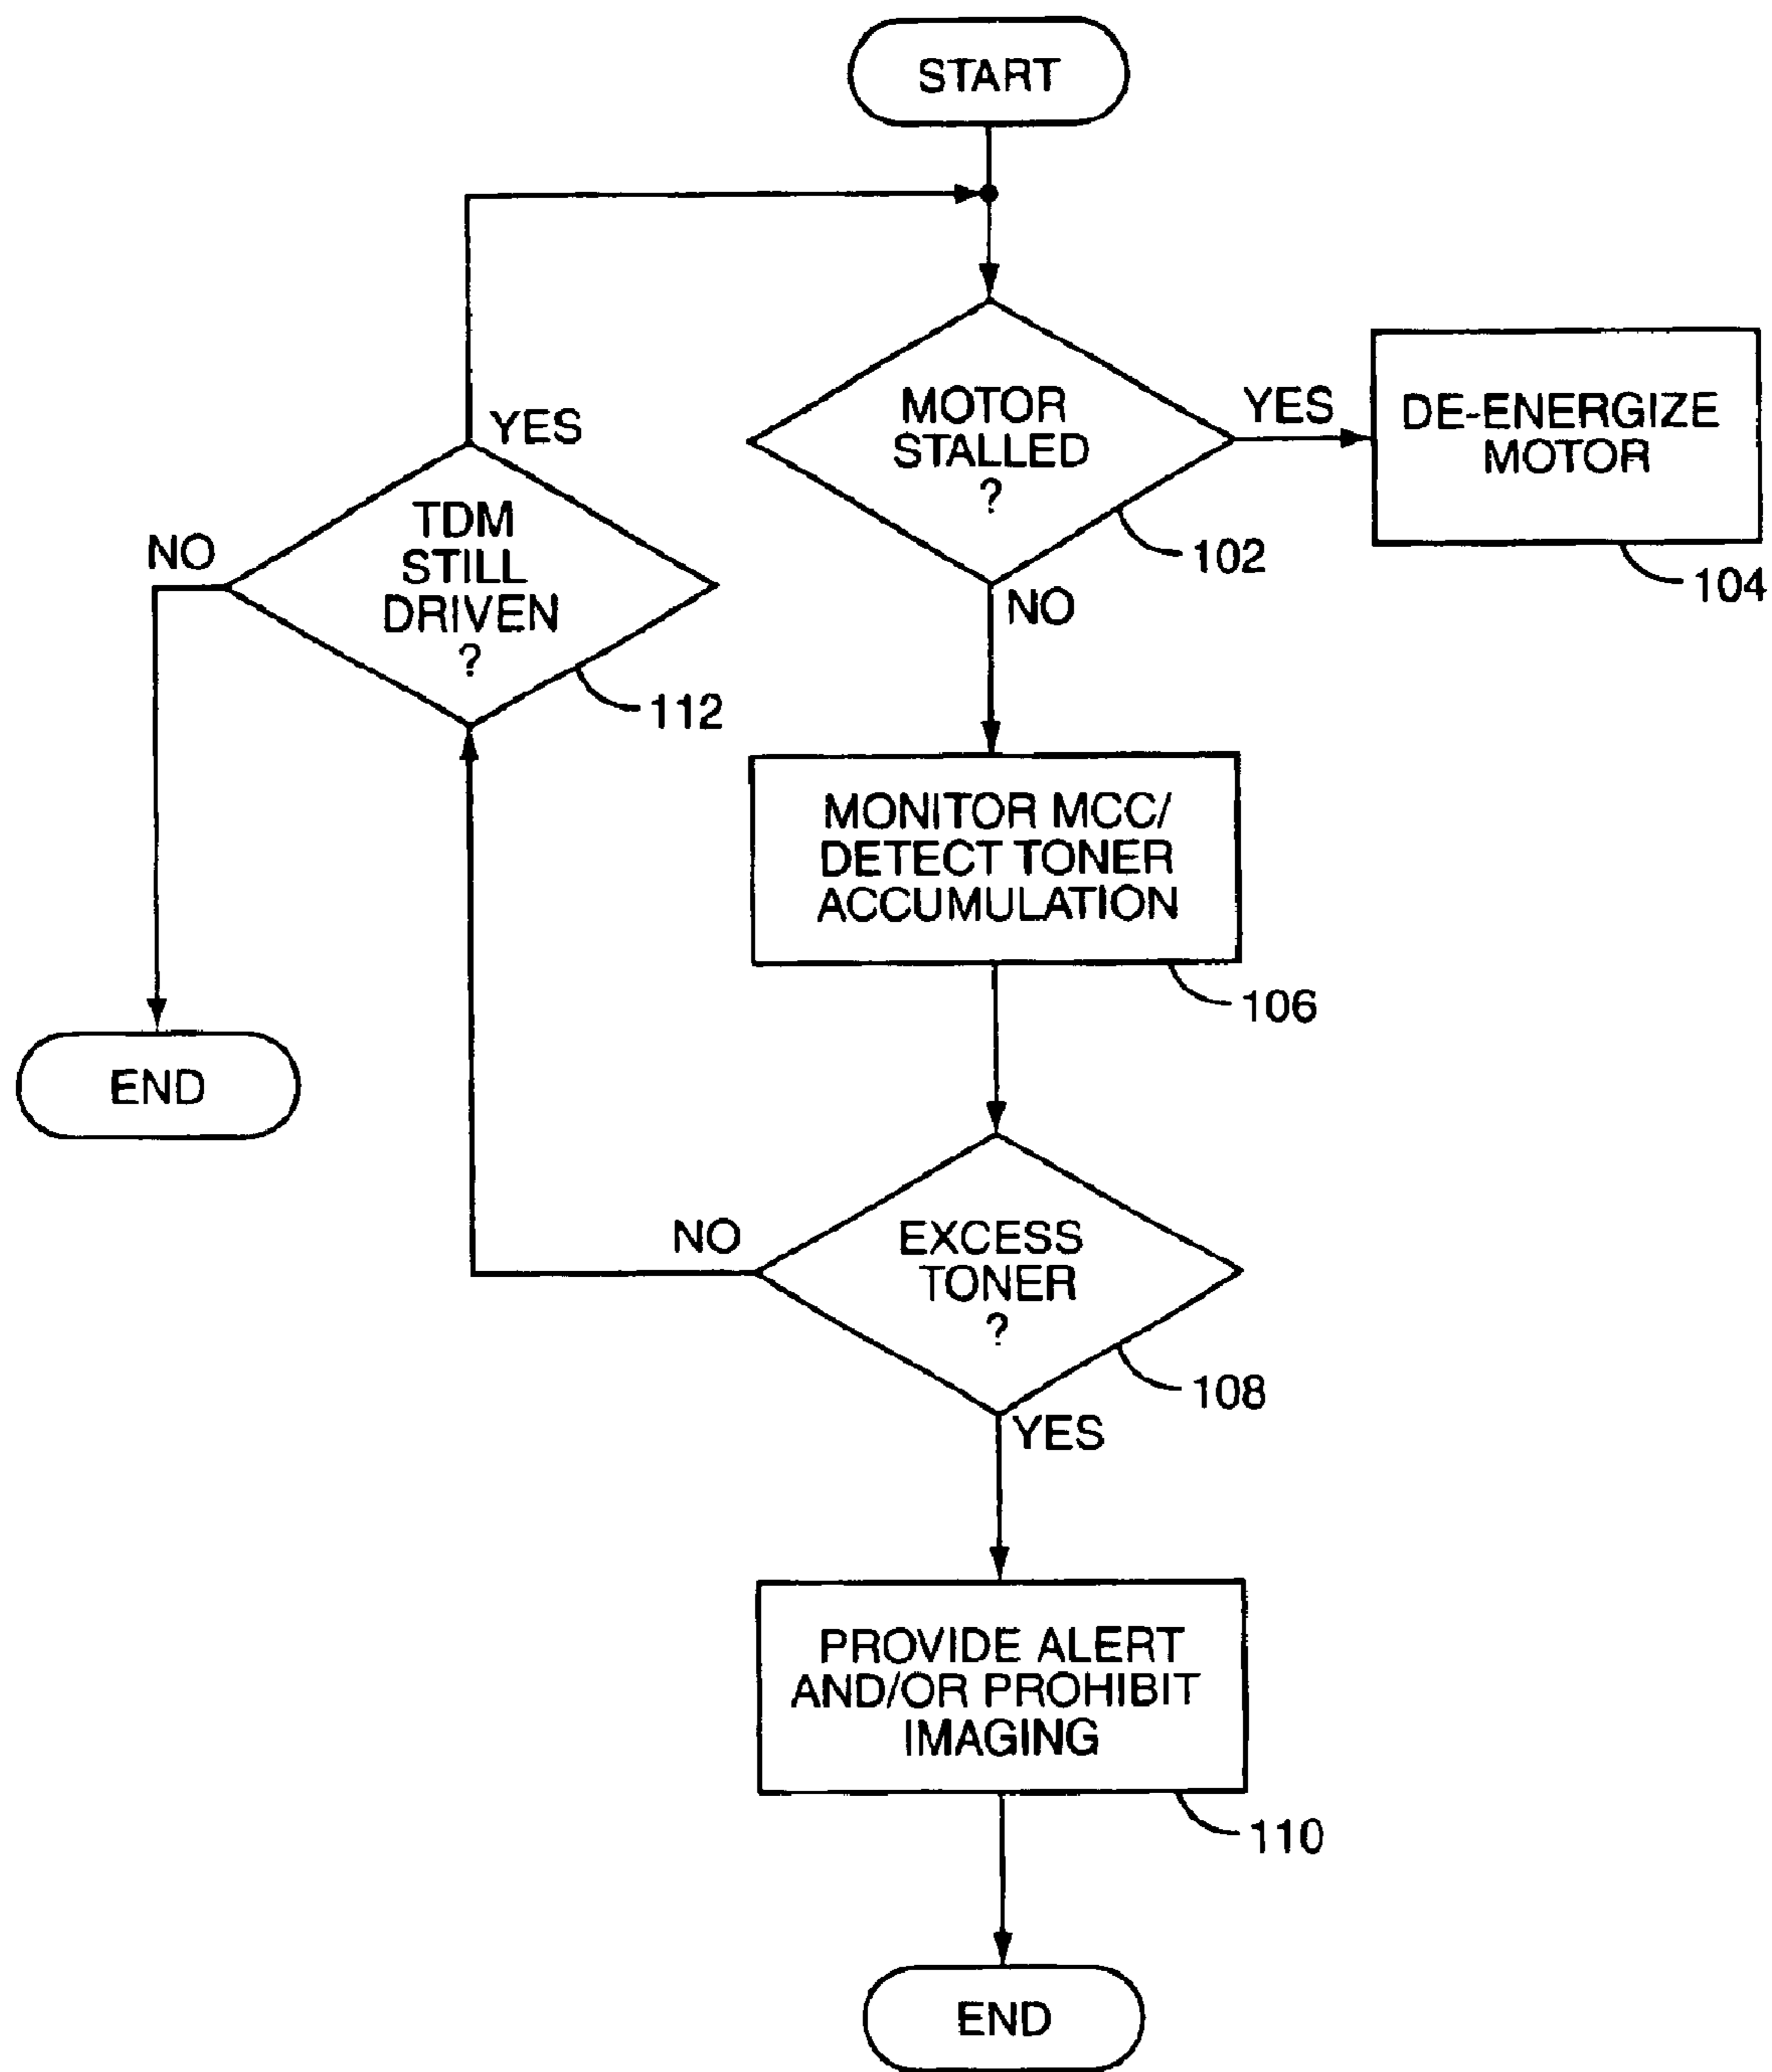 START
MOTOR
STALLED
?
YES
DE-ENERGIZE
MOTOR
102
104
NO
YES
TDM
STILL
DRIVEN
?
NO
112
MONITOR MCC/
DETECT TONER
ACCUMULATION
106
END
EXCESS
TONER
?
NO
108
YES
PROVIDE ALERT
AND/OR PROHIBIT
IMAGING
110
END